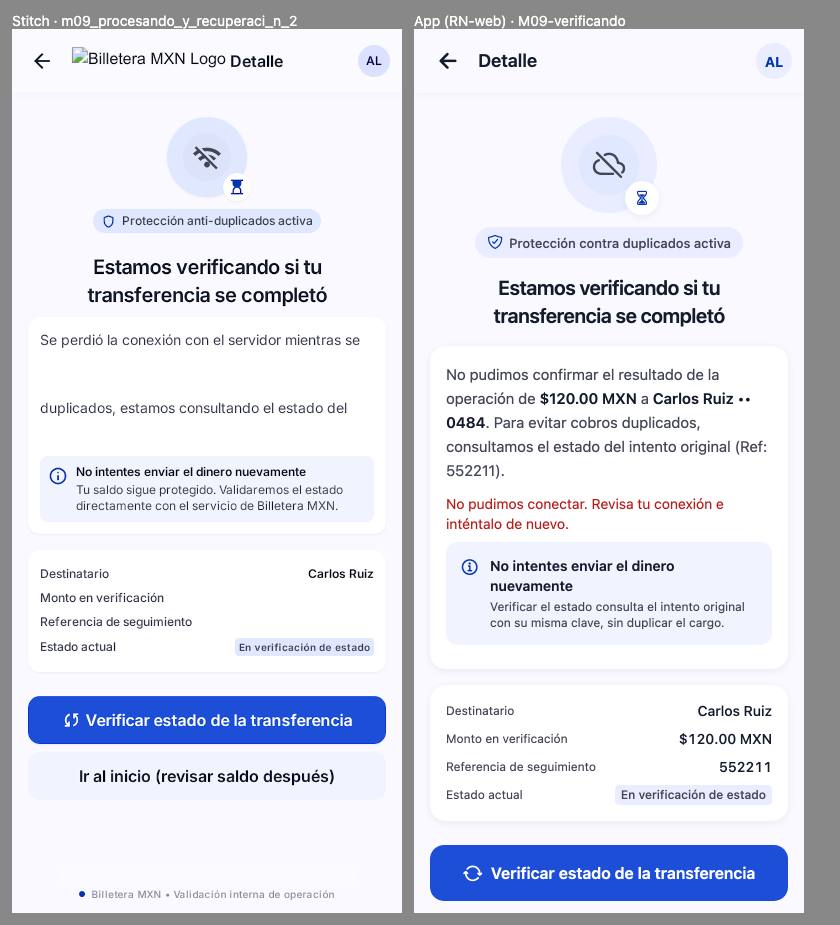 Stitch · m09_procesando_y_recuperaci_n_2
Billetera MXN Logo Detalle
AL
Protección anti-duplicados activa
Estamos verificando si tu
transferencia se completó
Se perdió la conexión con el servidor mientras se
duplicados, estamos consultando el estado del
No intentes enviar el dinero nuevamente
Tu saldo sigue protegido. Validaremos el estado
directamente con el servicio de Billetera MXN.
Destinatario Carlos Ruiz
Monto en verificación
Referencia de seguimiento
Estado actual En verificación de estado
Verificar estado de la transferencia
Ir al inicio (revisar saldo después)
Billetera MXN • Validación interna de operación
App (RN-web) · M09-verificando
Detalle
AL
Protección contra duplicados activa
Estamos verificando si tu
transferencia se completó
No pudimos confirmar el resultado de la
operación de $120.00 MXN a Carlos Ruiz ••
0484. Para evitar cobros duplicados,
consultamos el estado del intento original (Ref:
552211).
No pudimos conectar. Revisa tu conexión e
inténtalo de nuevo.
No intentes enviar el dinero
nuevamente
Verificar el estado consulta el intento original
con su misma clave, sin duplicar el cargo.
Destinatario Carlos Ruiz
Monto en verificación $120.00 MXN
Referencia de seguimiento 552211
Estado actual En verificación de estado
Verificar estado de la transferencia